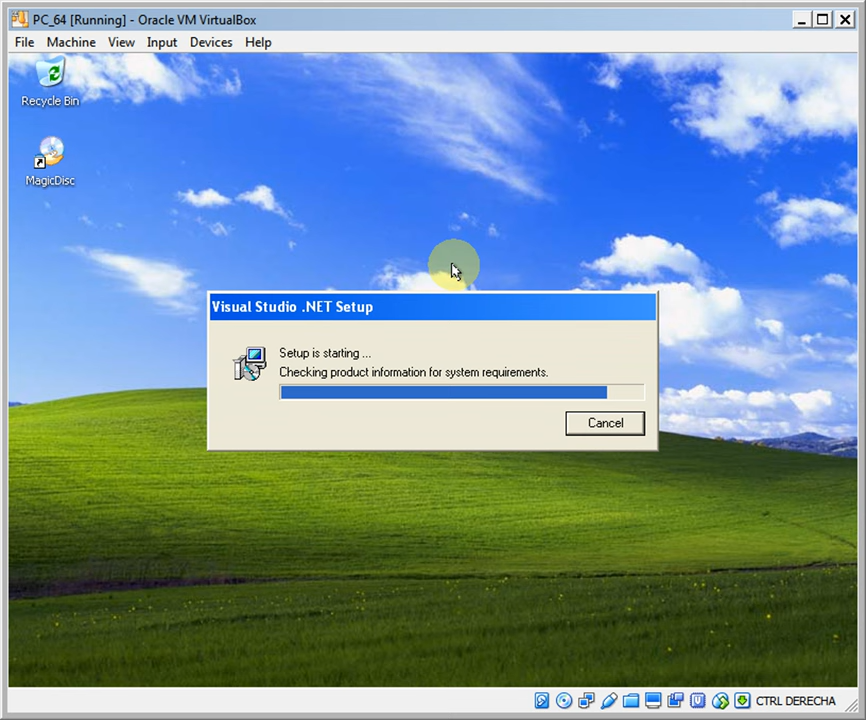 PC_64 [Running] - Oracle VM VirtualBox
File Machine View Input Devices Help
Recycle Bin
MagicDisc
Visual Studio .NET Setup
Setup is starting ...
Checking product information for system requirements.
Cancel
CTRL DERECHA